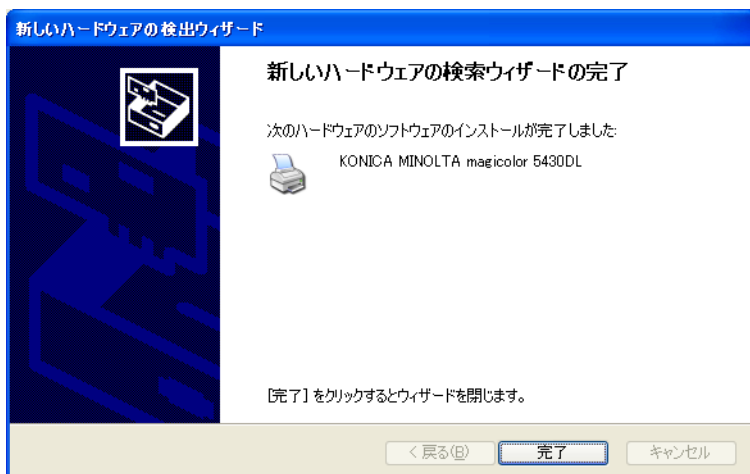 新しいハードウェアの検出ウィザード
新しいハードウェアの検索ウィザードの完了
次のハードウェアのソフトウェアのインストールが完了しました:
KONICA MINOLTA magicolor 5430DL
[完了] をクリックするとウィザードを閉じます。
< 戻る(B) 完了 キャンセル